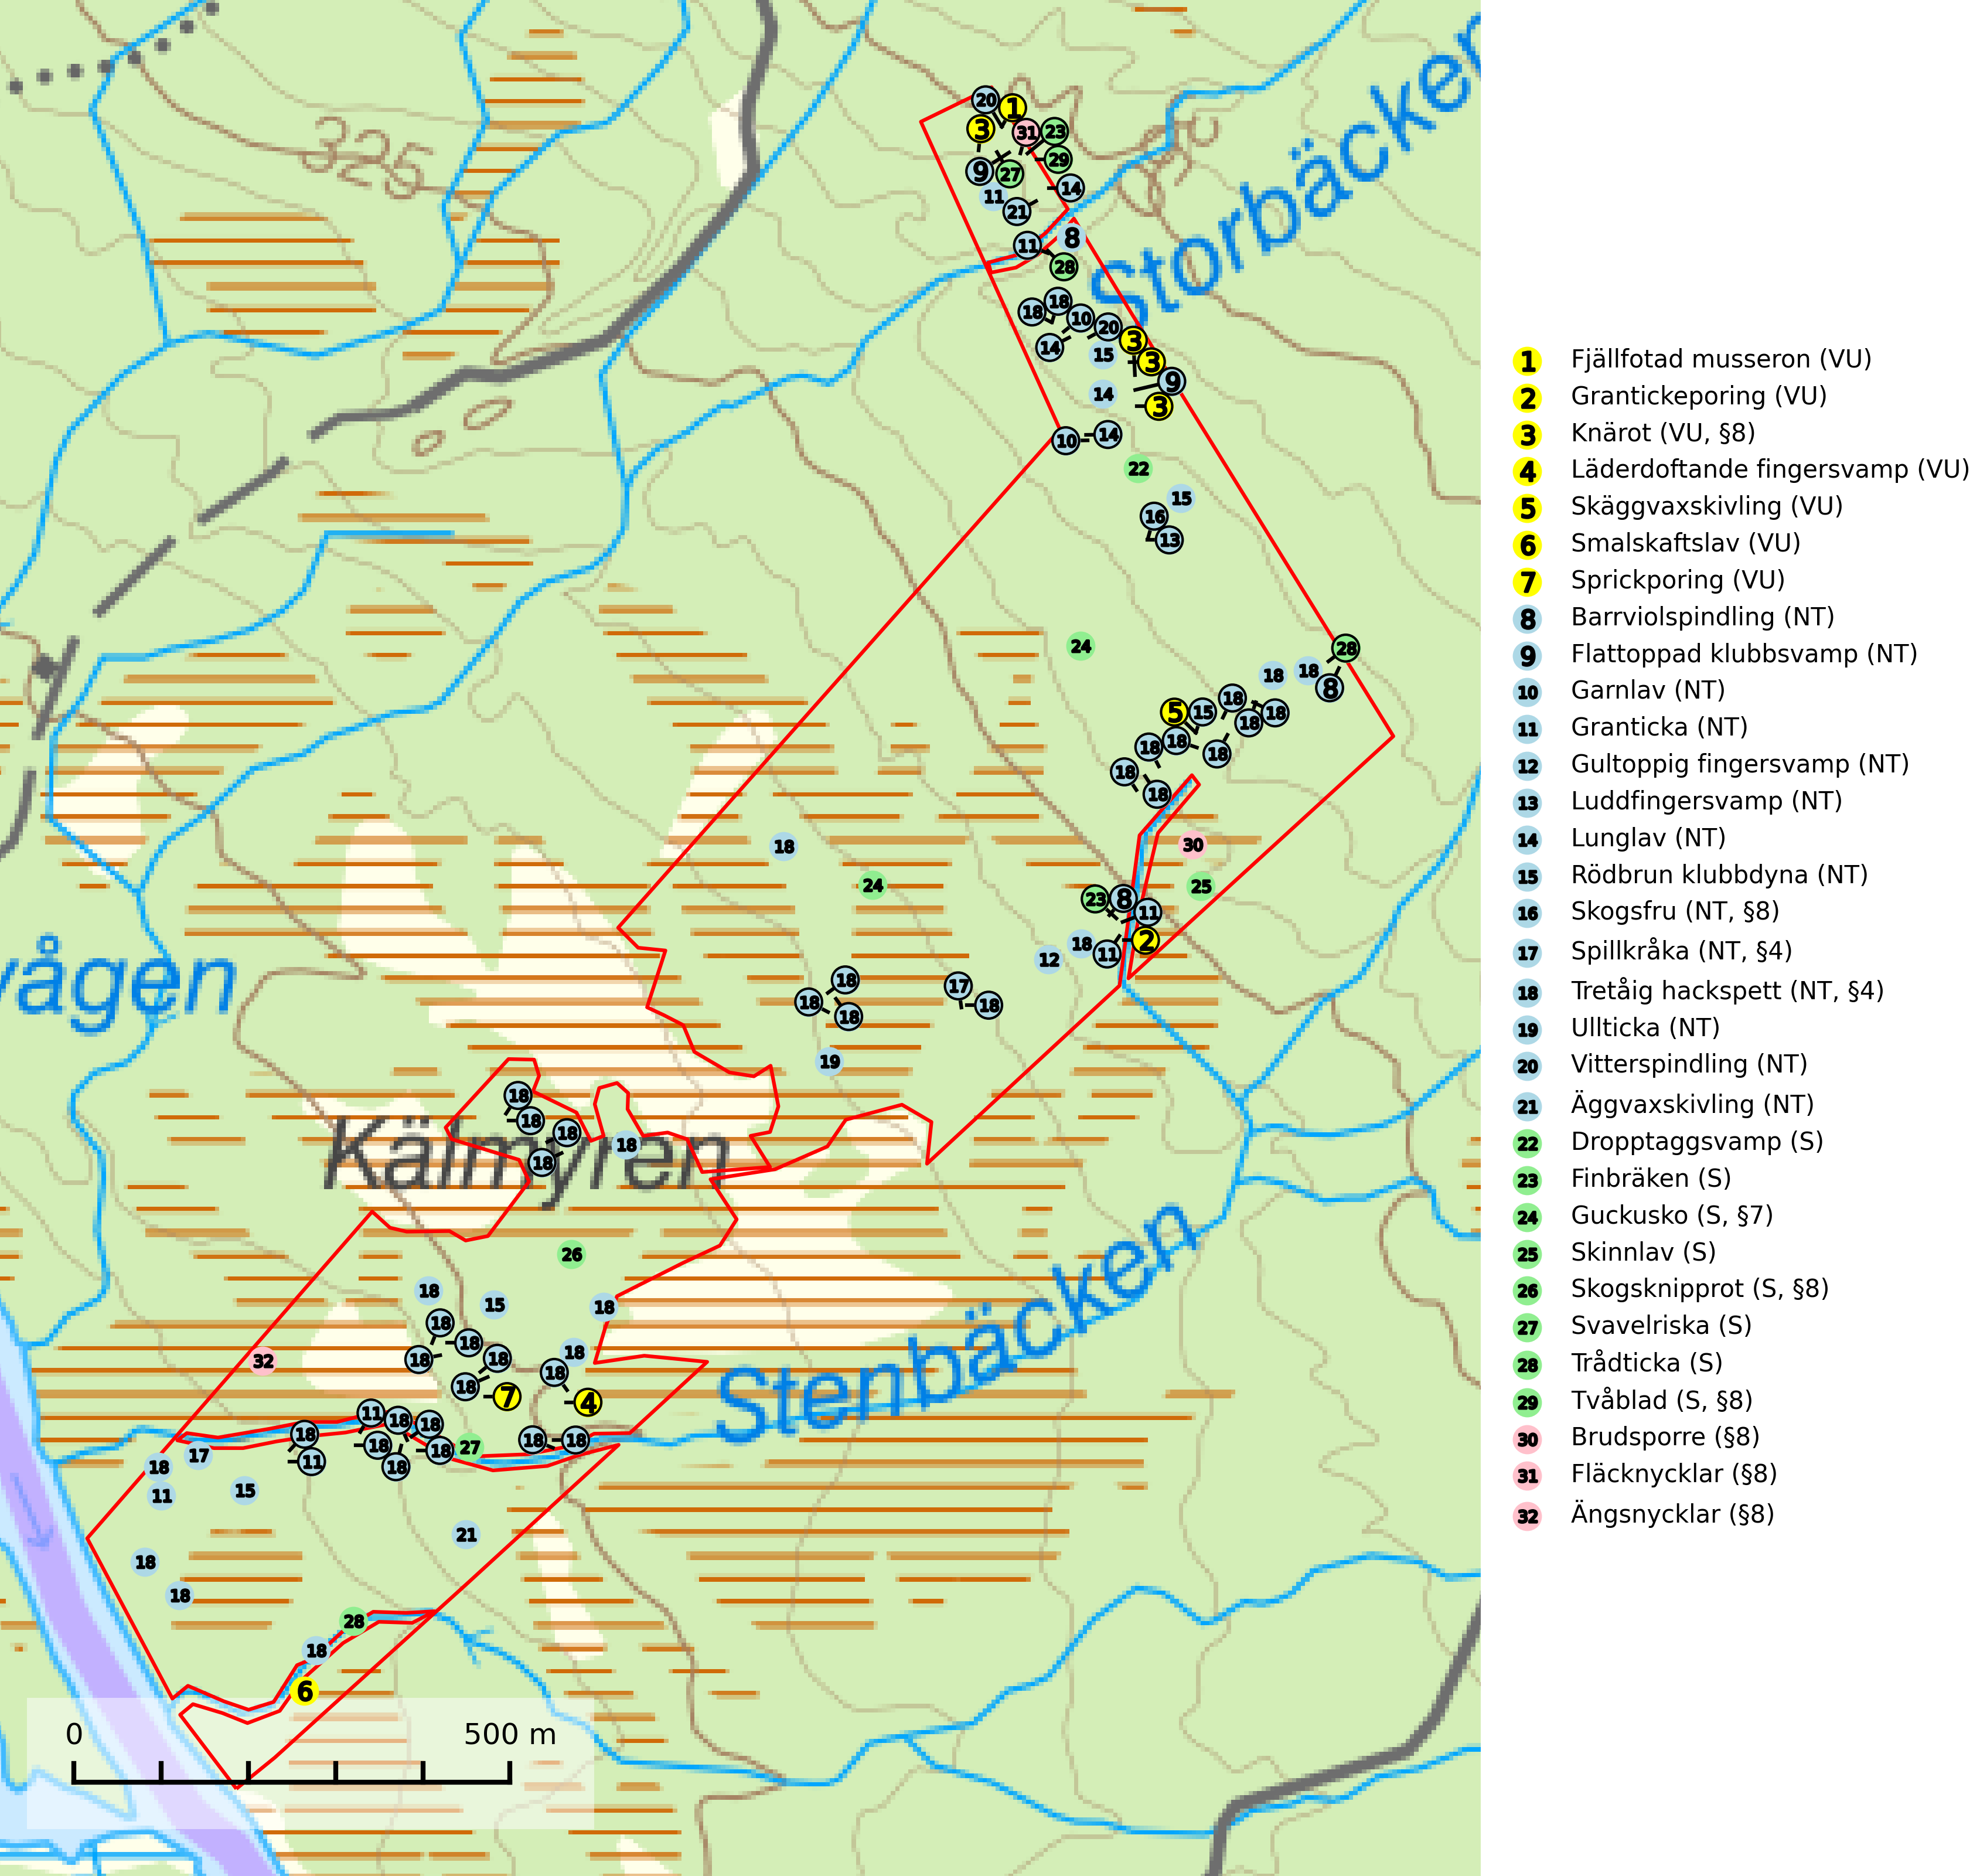 325
Storbäcken
vågen
Kälmyren
Stenbäcken
0 500 m
1 Fjällfotad musseron (VU)
2 Grantickeporing (VU)
3 Knärot (VU, §8)
4 Läderdoftande fingersvamp (VU)
5 Skäggvaxskivling (VU)
6 Smalskaftslav (VU)
7 Sprickporing (VU)
8 Barrviolspindling (NT)
9 Flattoppad klubbsvamp (NT)
10 Garnlav (NT)
11 Granticka (NT)
12 Gultoppig fingersvamp (NT)
13 Luddfingersvamp (NT)
14 Lunglav (NT)
15 Rödbrun klubbdyna (NT)
16 Skogsfru (NT, §8)
17 Spillkråka (NT, §4)
18 Tretåig hackspett (NT, §4)
19 Ullticka (NT)
20 Vitterspindling (NT)
21 Äggvaxskivling (NT)
22 Dropptaggsvamp (S)
23 Finbräken (S)
24 Guckusko (S, §7)
25 Skinnlav (S)
26 Skogsknipprot (S, §8)
27 Svavelriska (S)
28 Trådticka (S)
29 Tvåblad (S, §8)
30 Brudsporre (§8)
31 Fläcknycklar (§8)
32 Ängsnycklar (§8)